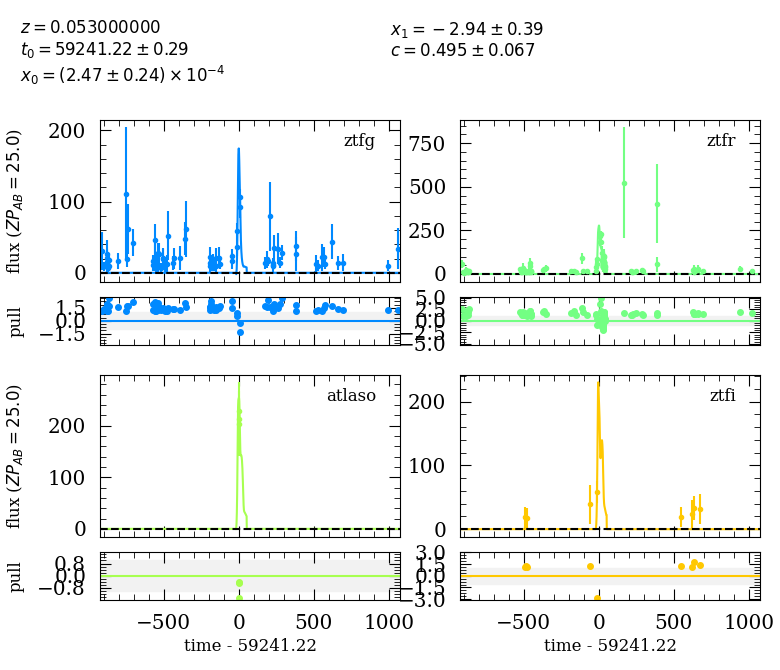 z = 0.053000000
t₀ = 59241.22 ± 0.29
x₀ = (2.47 ± 0.24) × 10⁻⁴
x₁ = −2.94 ± 0.39
c = 0.495 ± 0.067
200
100
0
flux (ZP_AB = 25.0)
ztfg
750
500
250
0
ztfr
1.5
0.0
−1.5
pull
5.0
2.5
0.0
−2.5
−5.0
200
100
0
flux (ZP_AB = 25.0)
atlaso
200
100
0
ztfi
0.8
0.0
−0.8
pull
3.0
1.5
0.0
−1.5
−3.0
−500 0 500 1000
time - 59241.22
−500 0 500 1000
time - 59241.22